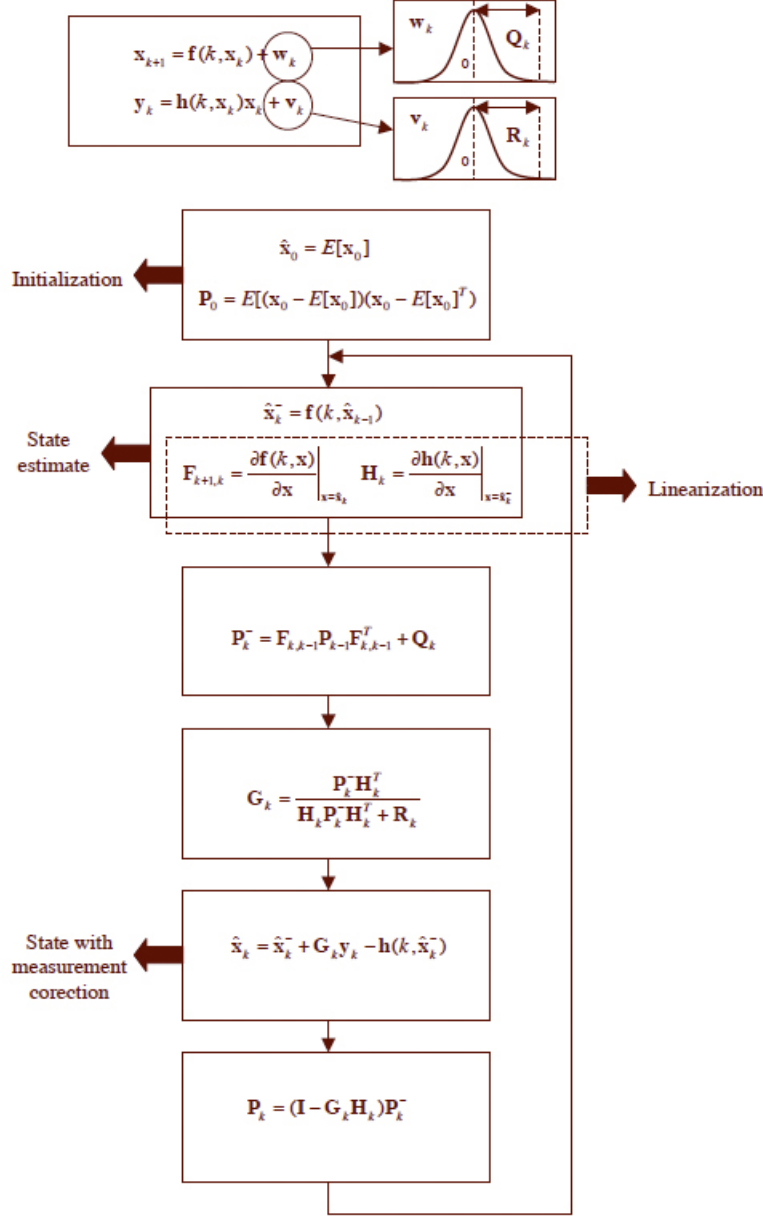 x_{k+1} = f(k, x_k) + w_k
y_k = h(k, x_k)x_k + v_k
w_k
Q_k
0
v_k
R_k
0
Initialization
x̂_0 = E[x_0]
P_0 = E[(x_0 − E[x_0])(x_0 − E[x_0]^T)
State
estimate
x̂_k^- = f(k, x̂_{k−1})
F_{k+1,k} = ∂f(k,x)/∂x |_{x=x̂_k} H_k = ∂h(k,x)/∂x |_{x=x̂_k^-}
Linearization
P_k^- = F_{k,k−1}P_{k−1}F_{k,k−1}^T + Q_k
G_k = P_k^-H_k^T / H_kP_k^-H_k^T + R_k
State with
measurement
corection
x̂_k = x̂_k^- + G_ky_k − h(k, x̂_k^-)
P_k = (I − G_kH_k)P_k^-